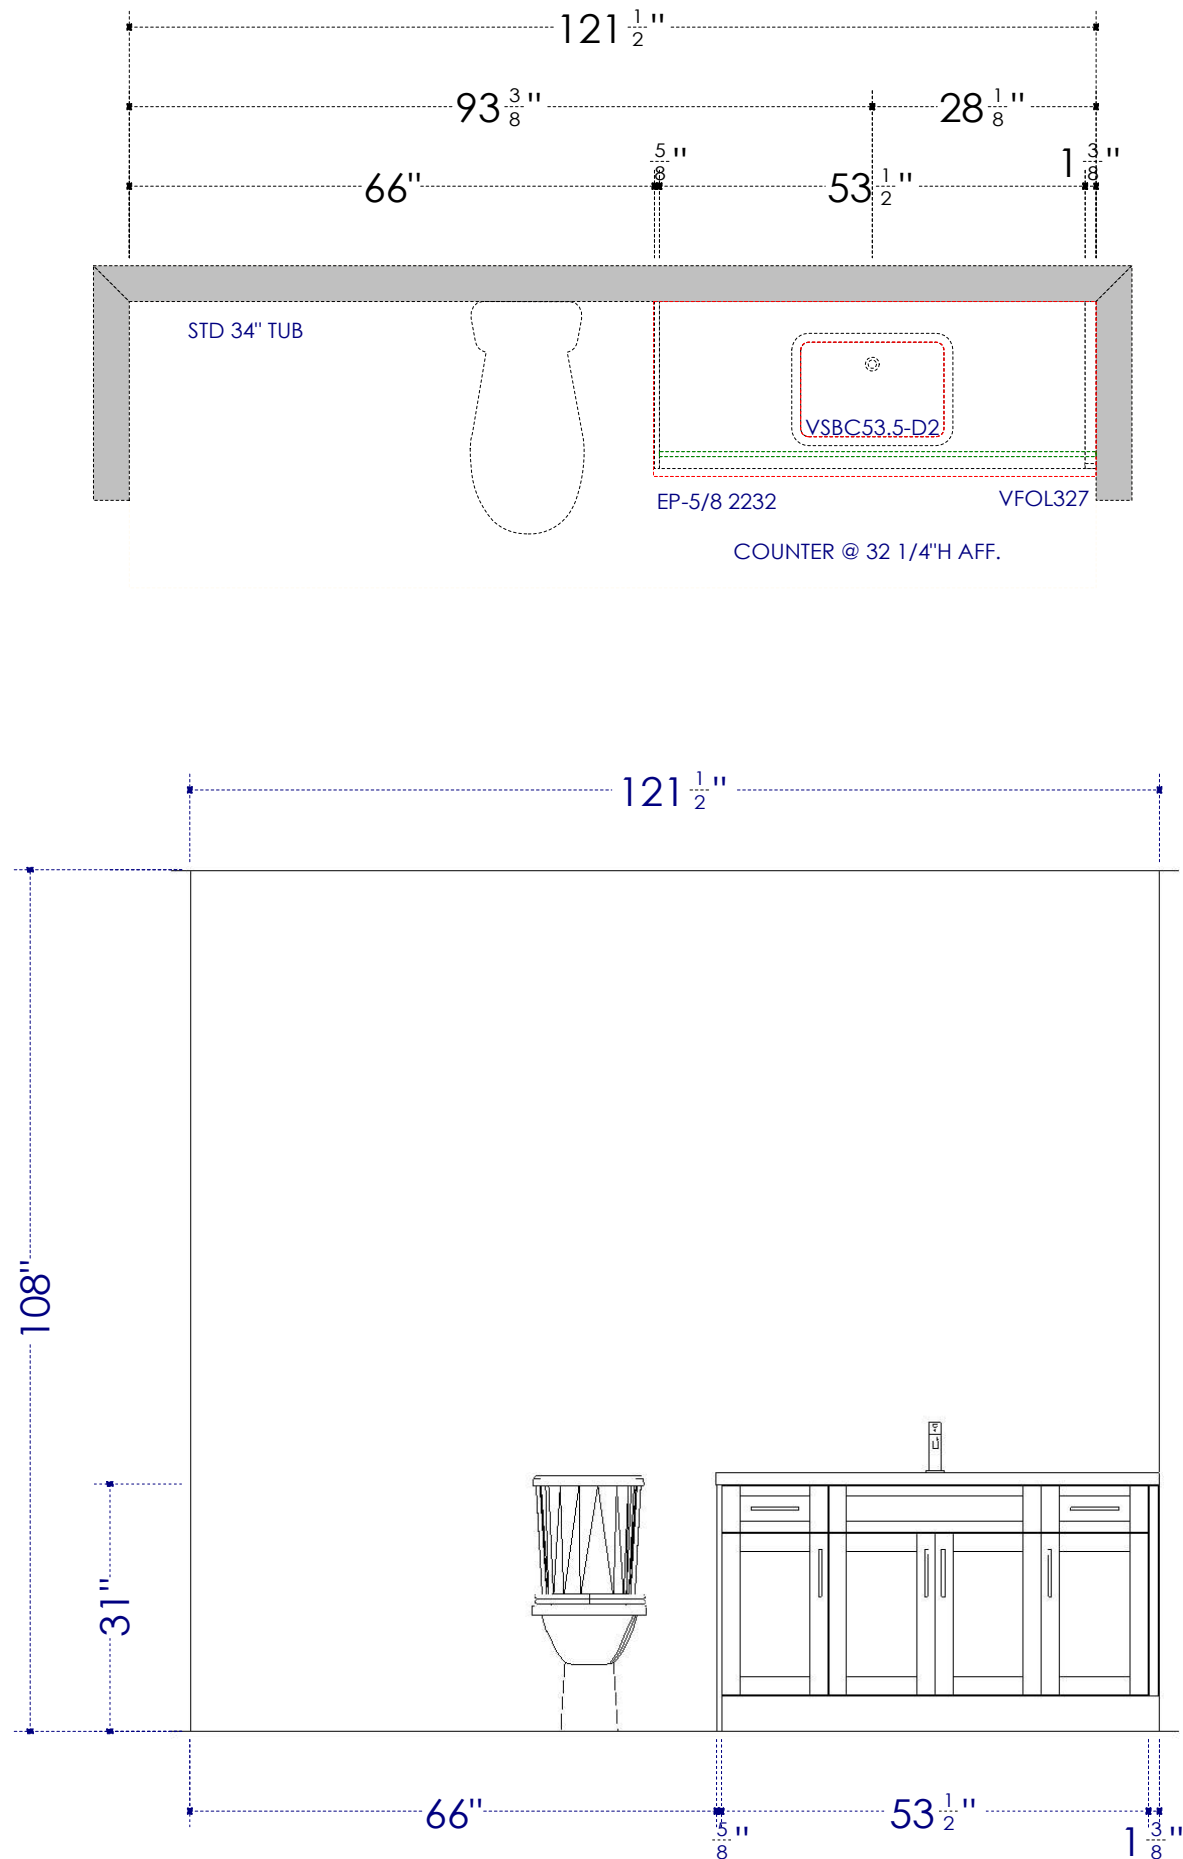 121 1/2"
93 3/8" 28 1/8"
66" 5/8" 53 1/2" 1 3/8"
STD 34" TUB
VSBC53.5-D2
EP-5/8 2232 VFOL327
COUNTER @ 32 1/4"H AFF.
121 1/2"
108"
31"
66" 5/8" 53 1/2" 1 3/8"